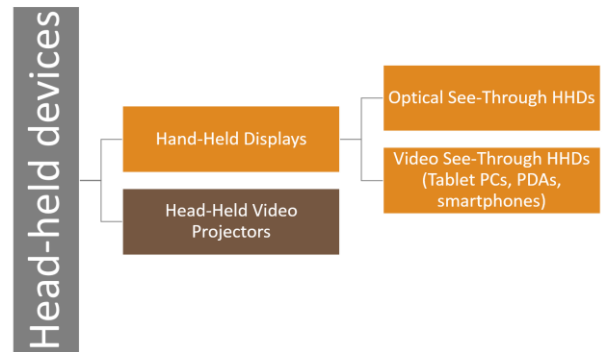 Head-held devices
Hand-Held Displays
Head-Held Video
Projectors
Optical See-Through HHDs
Video See-Through HHDs
(Tablet PCs, PDAs,
smartphones)